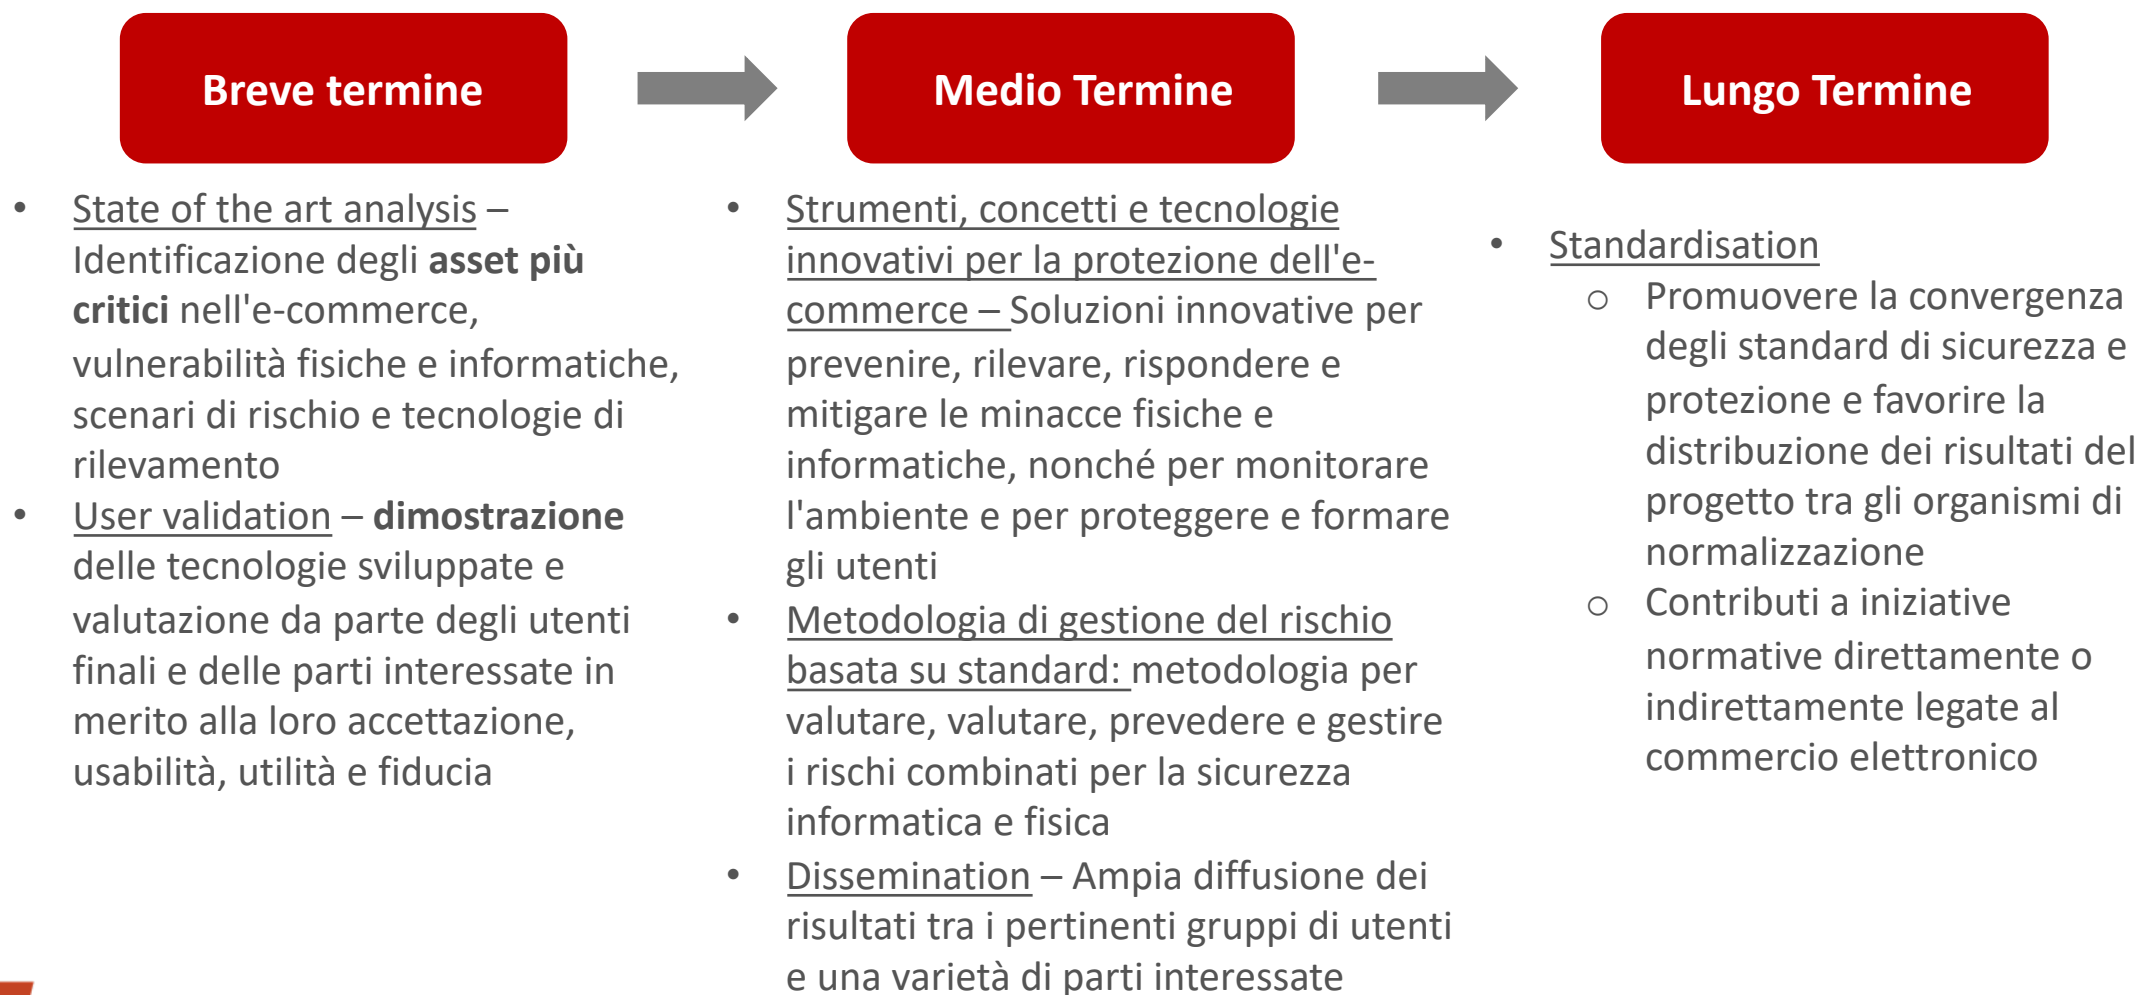 Breve termine
Medio Termine
Lungo Termine
• State of the art analysis –
Identificazione degli asset più
critici nell'e-commerce,
vulnerabilità fisiche e informatiche,
scenari di rischio e tecnologie di
rilevamento
• User validation – dimostrazione
delle tecnologie sviluppate e
valutazione da parte degli utenti
finali e delle parti interessate in
merito alla loro accettazione,
usabilità, utilità e fiducia
• Strumenti, concetti e tecnologie
innovativi per la protezione dell'e-
commerce – Soluzioni innovative per
prevenire, rilevare, rispondere e
mitigare le minacce fisiche e
informatiche, nonché per monitorare
l'ambiente e per proteggere e formare
gli utenti
• Metodologia di gestione del rischio
basata su standard: metodologia per
valutare, valutare, prevedere e gestire
i rischi combinati per la sicurezza
informatica e fisica
• Dissemination – Ampia diffusione dei
risultati tra i pertinenti gruppi di utenti
e una varietà di parti interessate
• Standardisation
o Promuovere la convergenza
degli standard di sicurezza e
protezione e favorire la
distribuzione dei risultati del
progetto tra gli organismi di
normalizzazione
o Contributi a iniziative
normative direttamente o
indirettamente legate al
commercio elettronico